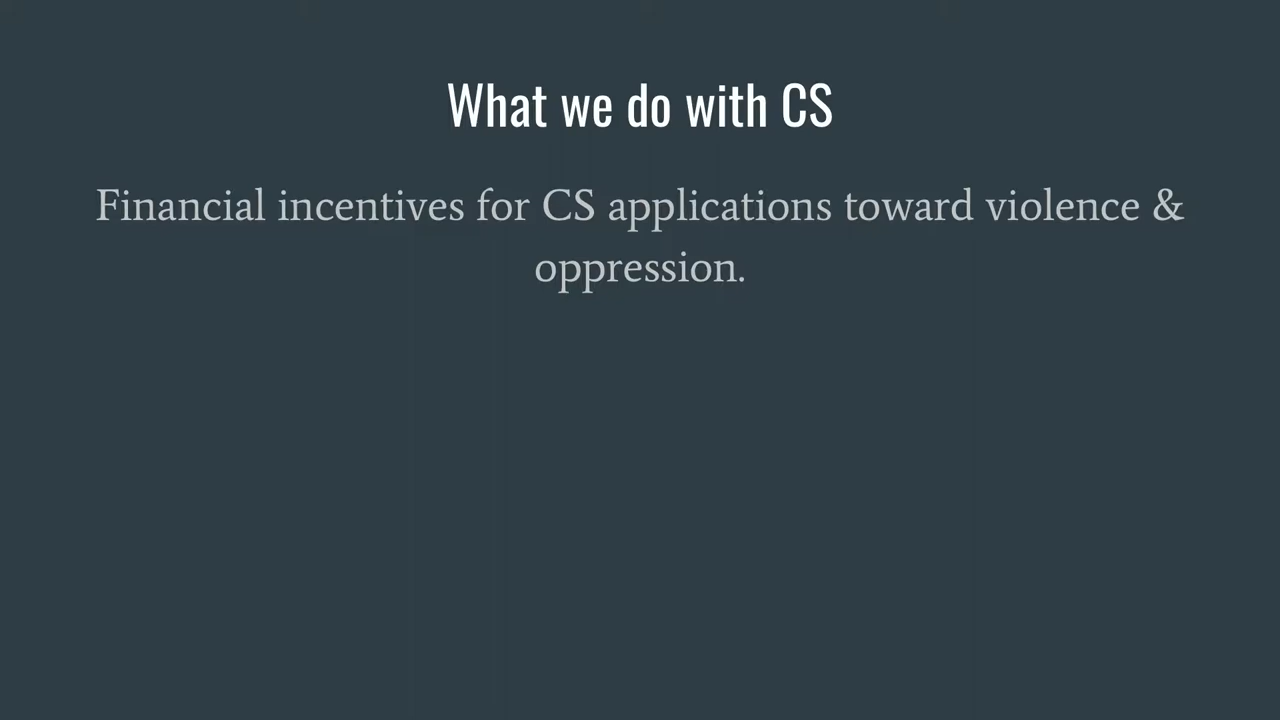 What we do with CS
Financial incentives for CS applications toward violence &
oppression.